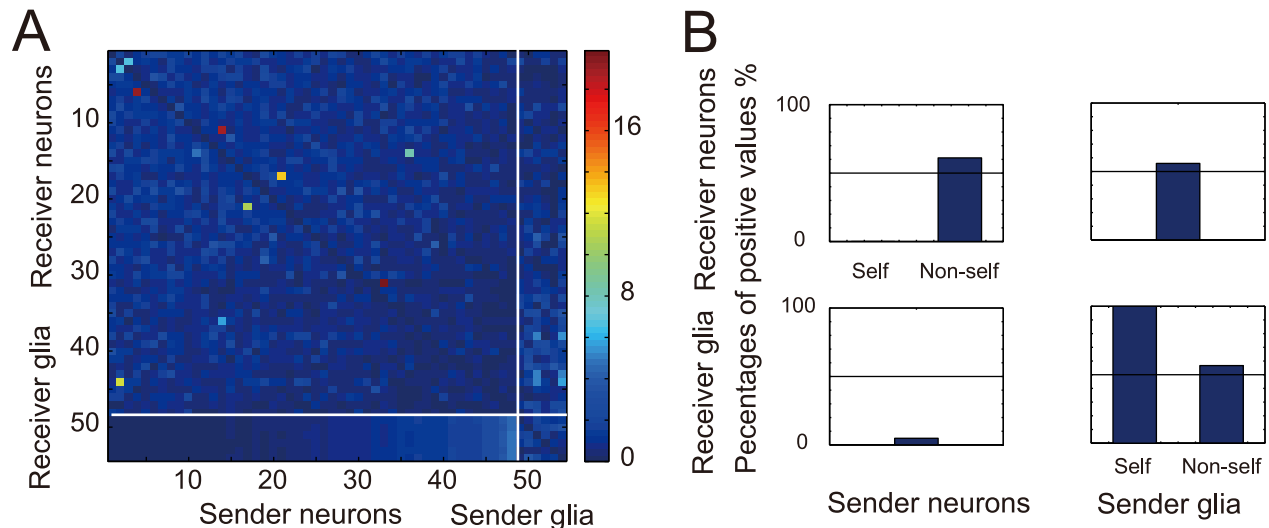 A
Receiver neurons
Receiver glia
10
20
30
40
50
10
20
30
40
50
Sender neurons
Sender glia
16
8
0
B
Receiver neurons
Receiver glia
Pecentages of positive values %
100
0
Self
Non-self
100
0
Self
Non-self
Sender neurons
Sender glia